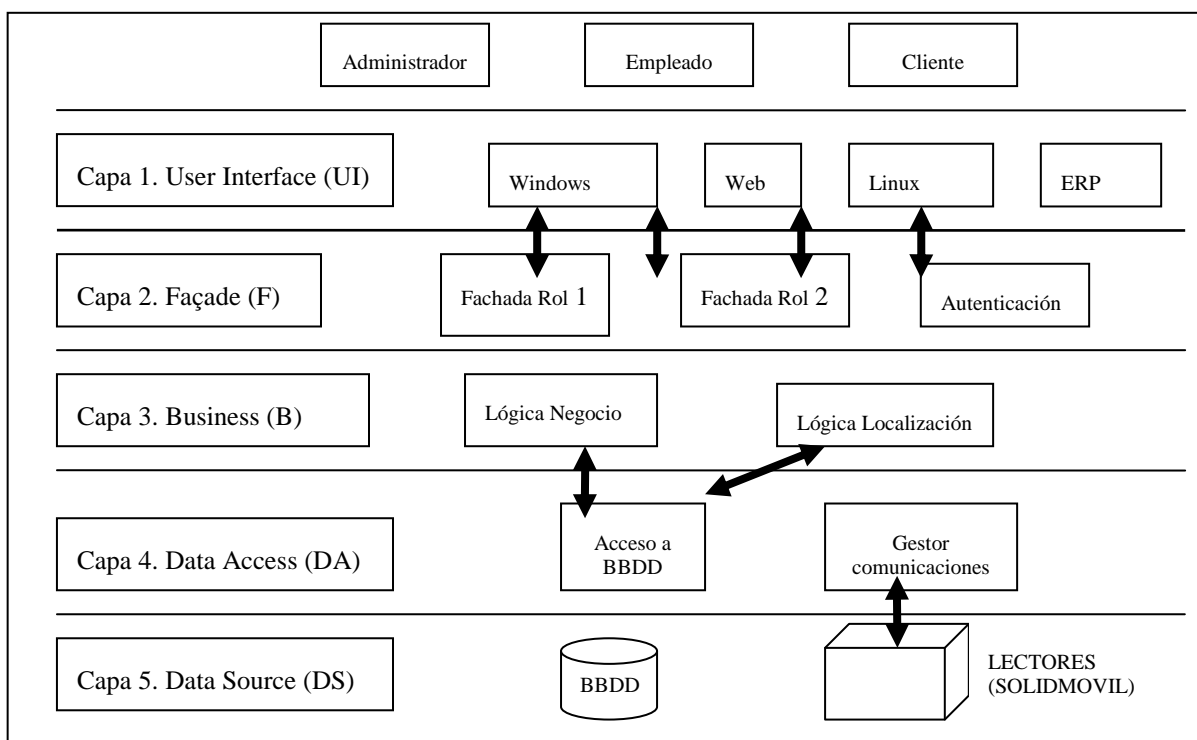 Administrador
Empleado
Cliente
Capa 1. User Interface (UI)
Windows
Web
Linux
ERP
Capa 2. Façade (F)
Fachada Rol 1
Fachada Rol 2
Autenticación
Capa 3. Business (B)
Lógica Negocio
Lógica Localización
Capa 4. Data Access (DA)
Acceso a
BBDD
Gestor
comunicaciones
Capa 5. Data Source (DS)
BBDD
LECTORES
(SOLIDMOVIL)